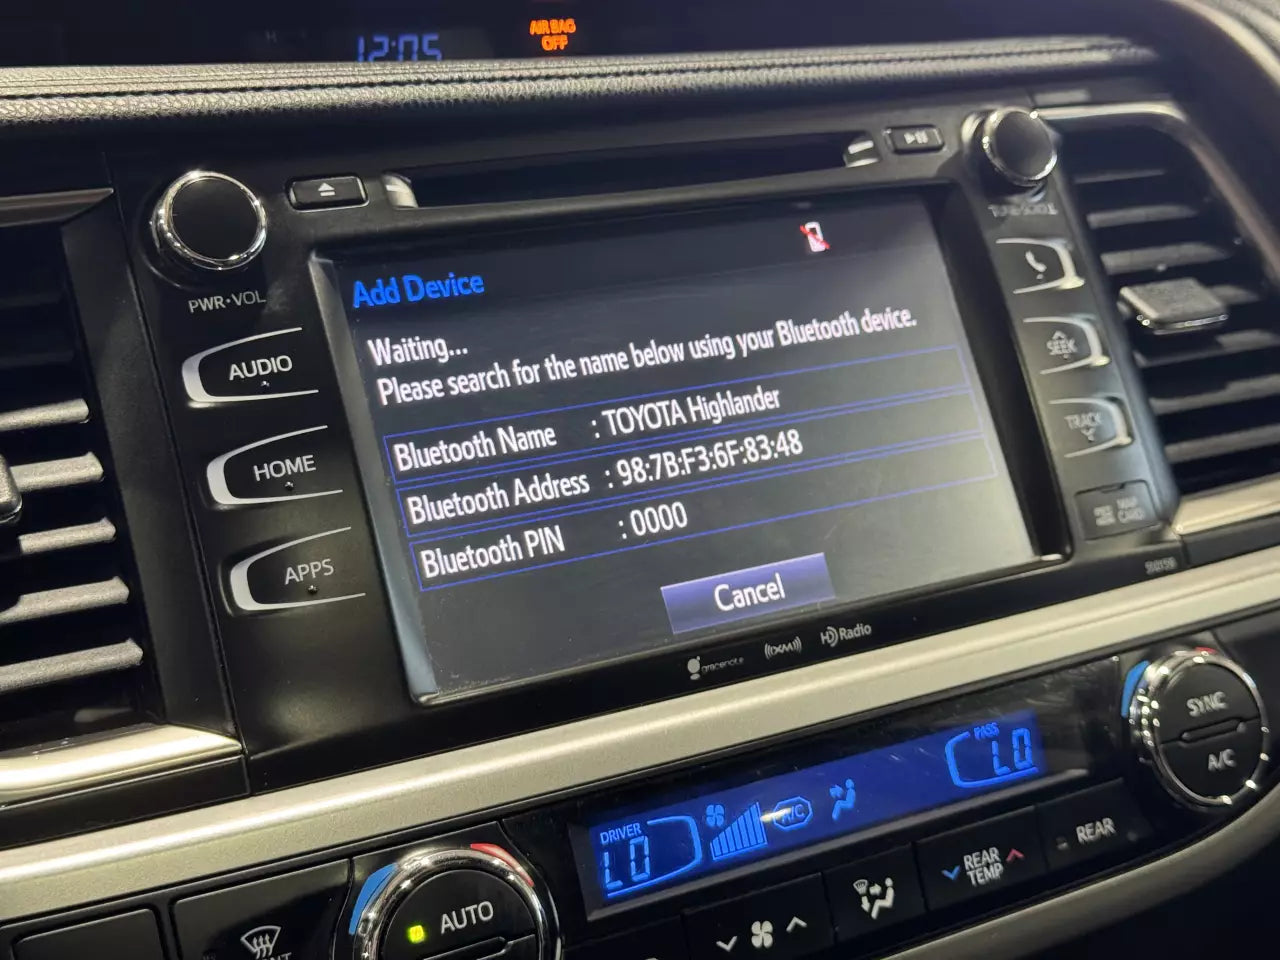 12:05
AIR BAG
OFF
PWR•VOL
AUDIO
HOME
APPS
Add Device
Waiting...
Please search for the name below using your Bluetooth device.
Bluetooth Name : TOYOTA Highlander
Bluetooth Address : 98:7B:F3:6F:83:48
Bluetooth PIN : 0000
Cancel
gracenote
((XM))
HD Radio
SEEK
TRACK
DRIVER
LO
A/C
PASS
LO
AUTO
SYNC
A/C
REAR
TEMP
REAR